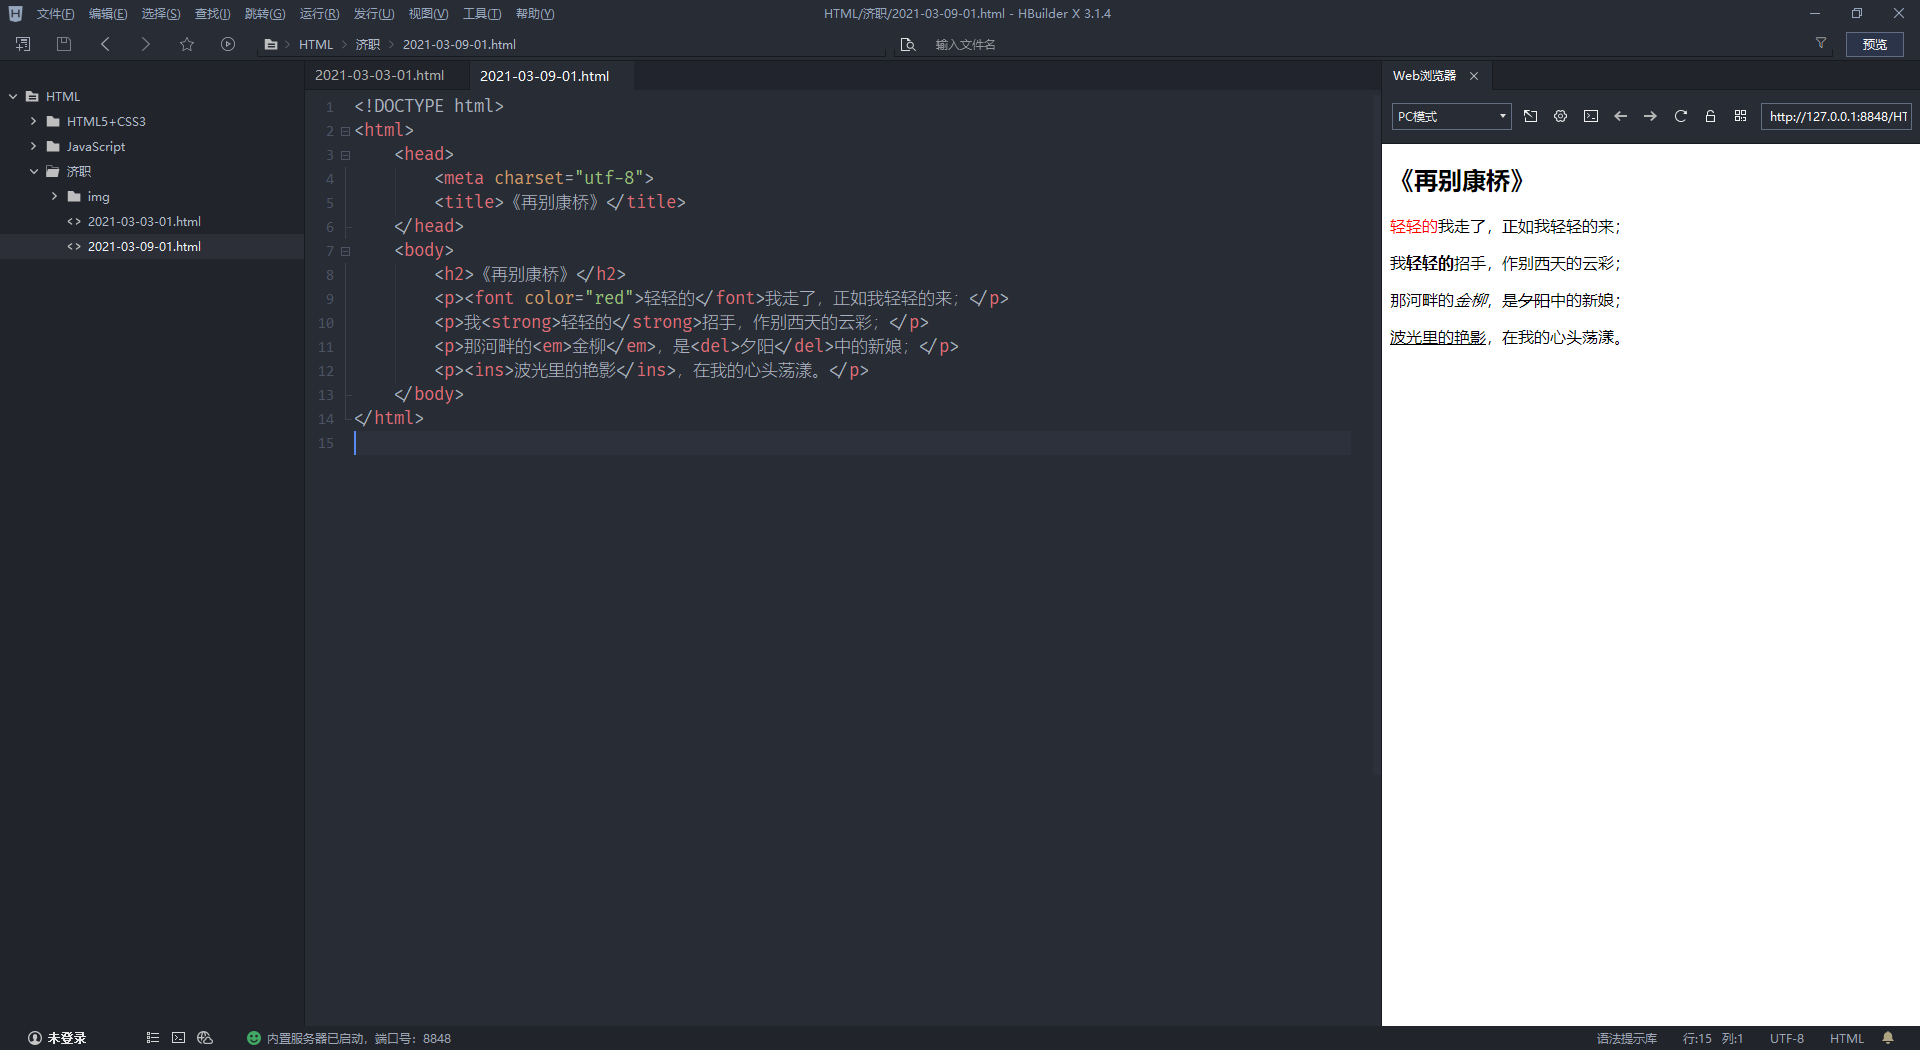 文件(F) 编辑(E) 选择(S) 查找(I) 跳转(G) 运行(R) 发行(U) 视图(V) 工具(T) 帮助(Y) HTML/济职/2021-03-09-01.html - HBuilder X 3.1.4
HTML 济职 2021-03-09-01.html 输入文件名 预览
HTML
HTML5+CSS3
JavaScript
济职
img
2021-03-03-01.html
2021-03-09-01.html
2021-03-03-01.html 2021-03-09-01.html
1 <!DOCTYPE html>
2 <html>
3 <head>
4 <meta charset="utf-8">
5 <title>《再别康桥》</title>
6 </head>
7 <body>
8 <h2>《再别康桥》</h2>
9 <p><font color="red">轻轻的</font>我走了，正如我轻轻的来；</p>
10 <p>我<strong>轻轻的</strong>招手，作别西天的云彩；</p>
11 <p>那河畔的<em>金柳</em>，是<del>夕阳</del>中的新娘；</p>
12 <p><ins>波光里的艳影</ins>，在我的心头荡漾。</p>
13 </body>
14 </html>
15
Web浏览器
PC模式 http://127.0.0.1:8848/HT
《再别康桥》
轻轻的我走了，正如我轻轻的来；
我轻轻的招手，作别西天的云彩；
那河畔的金柳，是夕阳中的新娘；
波光里的艳影，在我的心头荡漾。
未登录 内置服务器已启动，端口号：8848 语法提示库 行:15 列:1 UTF-8 HTML